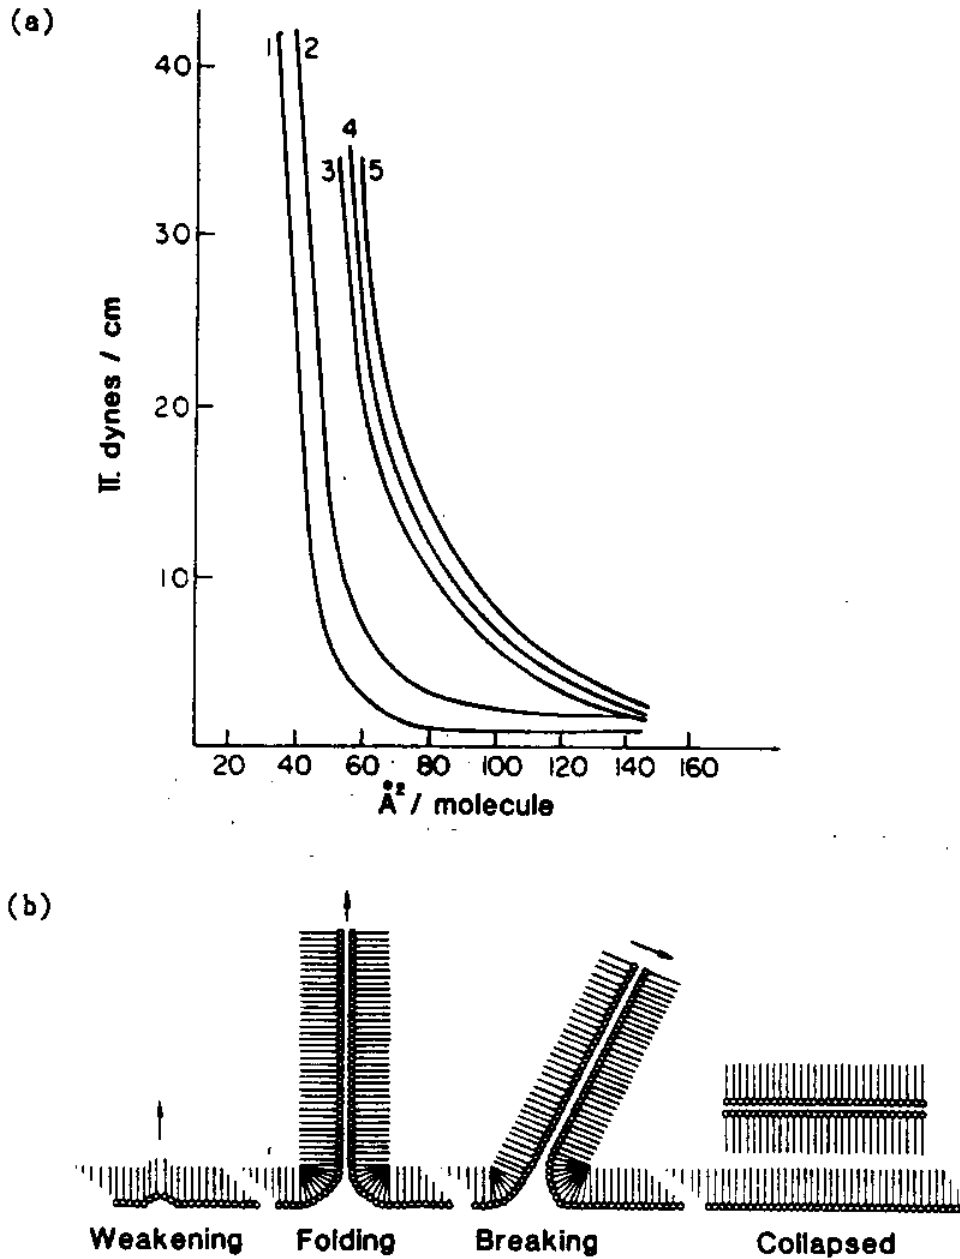 (a)
1 2
40
4
3 5
30
20
10
π. dynes / cm
20 40 60 80 100 120 140 160
Å² / molecule
(b)
Weakening Folding Breaking Collapsed